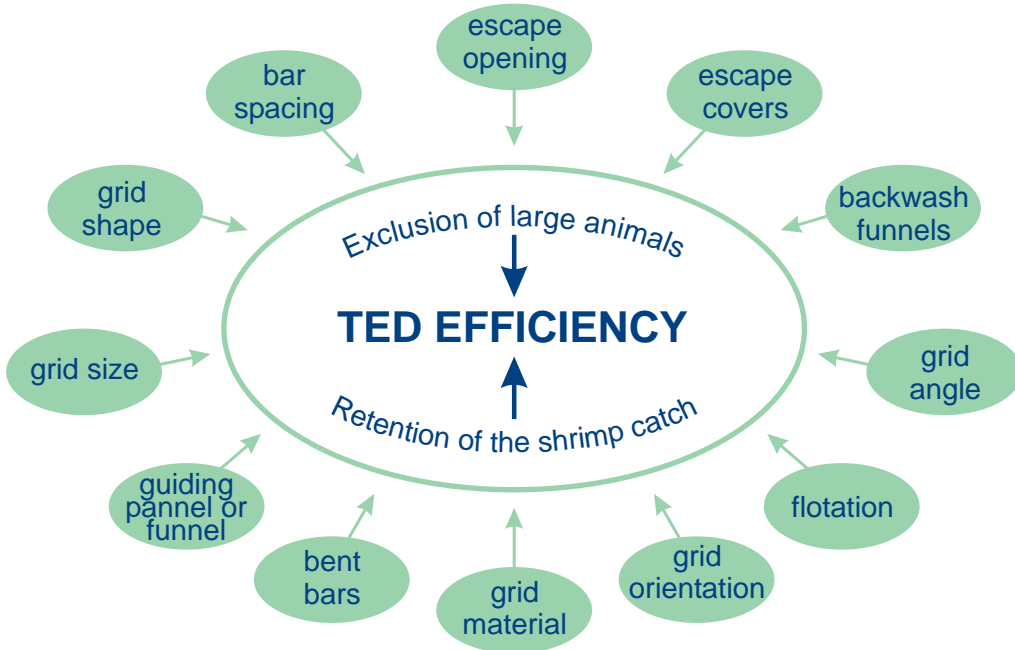 escape
opening
bar
spacing
escape
covers
grid
shape
backwash
funnels
Exclusion of large animals
TED EFFICIENCY
Retention of the shrimp catch
grid size
grid
angle
guiding
pannel or
funnel
flotation
bent
bars
grid
material
grid
orientation